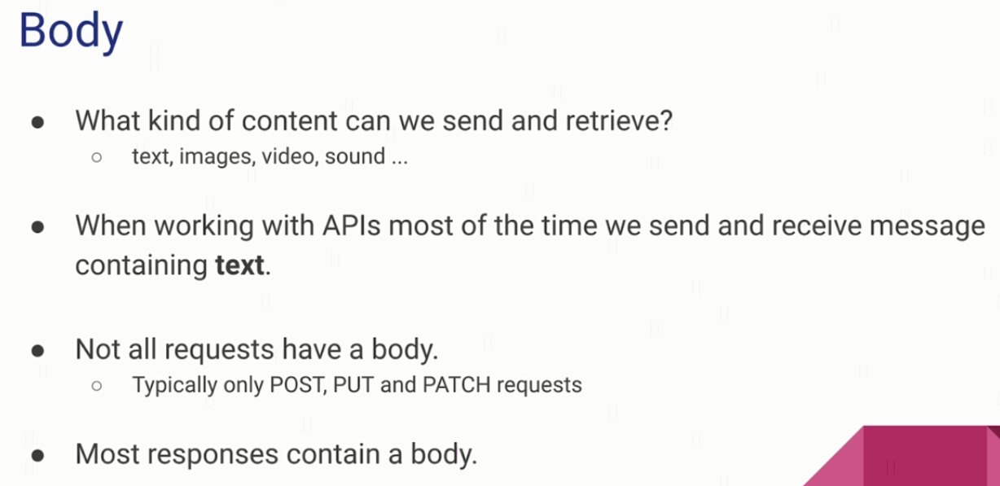 Body
● What kind of content can we send and retrieve?
○ text, images, video, sound ...
● When working with APIs most of the time we send and receive message
containing text.
● Not all requests have a body.
○ Typically only POST, PUT and PATCH requests
● Most responses contain a body.